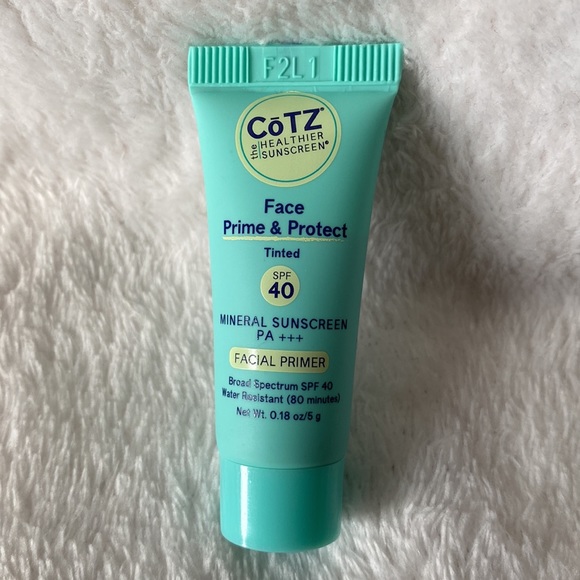 F2L1
CōTZ®
the HEALTHIER
SUNSCREEN®
Face
Prime & Protect
Tinted
SPF
40
MINERAL SUNSCREEN
PA +++
FACIAL PRIMER
Broad Spectrum SPF 40
Water Resistant (80 minutes)
Net Wt. 0.18 oz/5 g